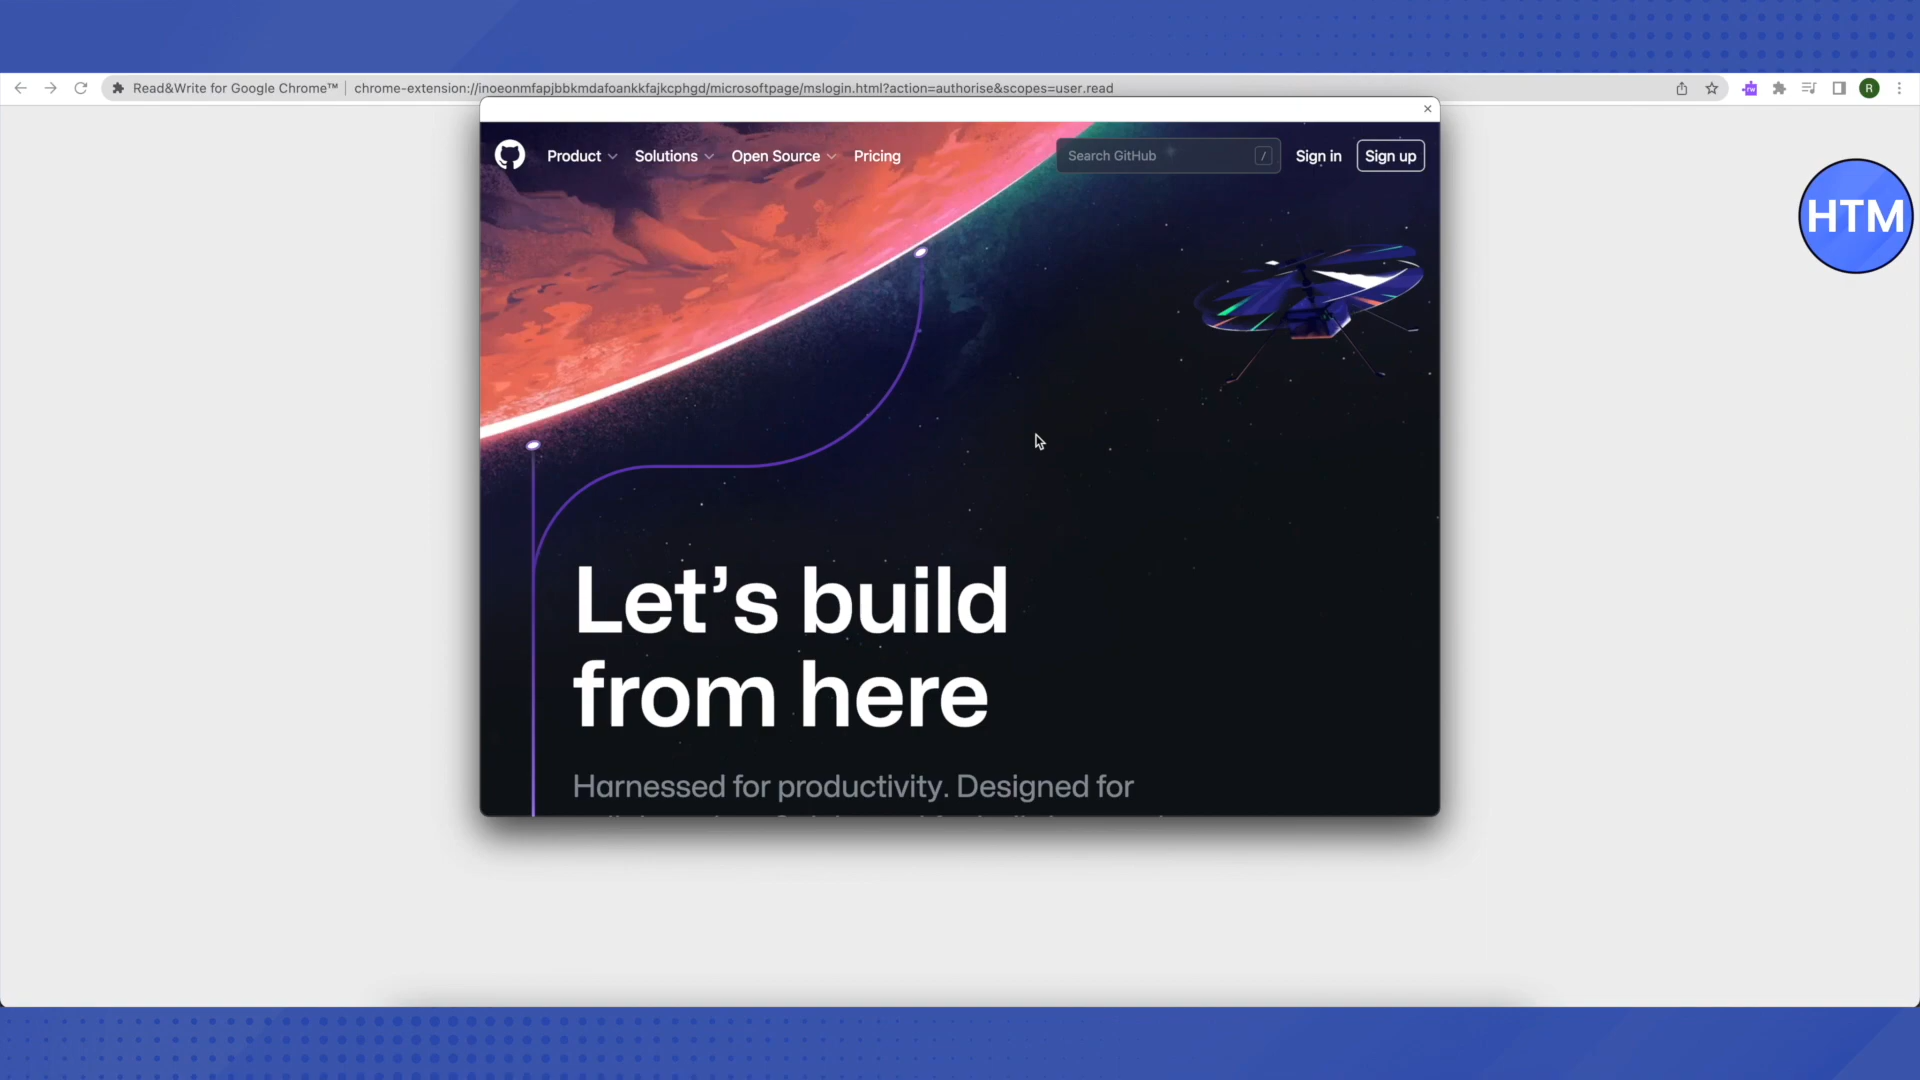 Read&Write for Google Chrome™ | chrome-extension://inoeonmfapjbbkmdafoankkfajkcphgd/microsoftpage/mslogin.html?action=authorise&scopes=user.read
R
Product Solutions Open Source Pricing Search GitHub / Sign in Sign up
HTM
Let’s build
from here
Harnessed for productivity. Designed for